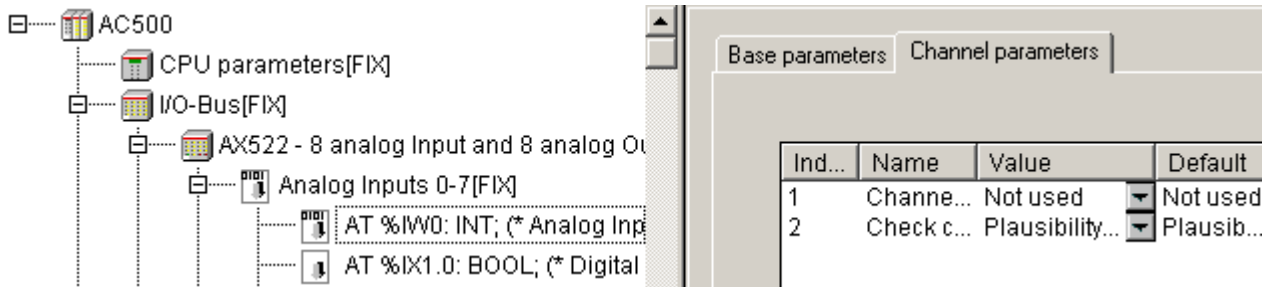 AC500
CPU parameters[FIX]
I/O-Bus[FIX]
AX522 - 8 analog Input and 8 analog Ou
Analog Inputs 0-7[FIX]
AT %IW0: INT; (* Analog Inp
AT %IX1.0: BOOL; (* Digital
Base parameters Channel parameters
Ind... Name Value Default
1 Channe... Not used Not used
2 Check c... Plausibility... Plausib...